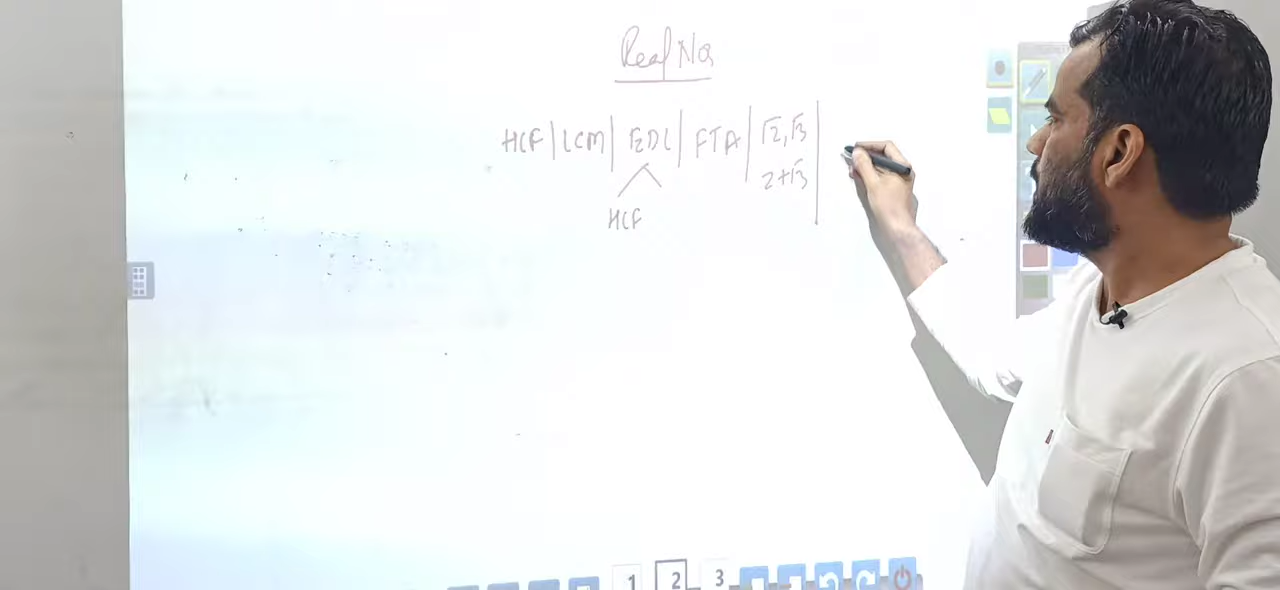 Real No
HCF | LCM | EDL | FTA | √2, √3 |
2+√3
HCF
1 2 3